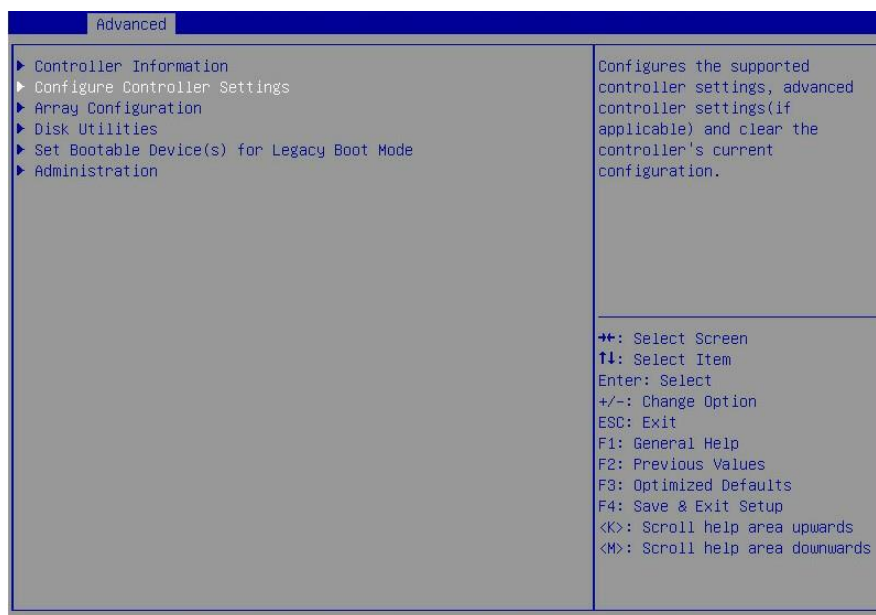 Advanced
Controller Information
Configure Controller Settings
Array Configuration
Disk Utilities
Set Bootable Device(s) for Legacy Boot Mode
Administration
Configures the supported
controller settings, advanced
controller settings(if
applicable) and clear the
controller's current
configuration.
→←: Select Screen
↑↓: Select Item
Enter: Select
+/-: Change Option
ESC: Exit
F1: General Help
F2: Previous Values
F3: Optimized Defaults
F4: Save & Exit Setup
<K>: Scroll help area upwards
<M>: Scroll help area downwards